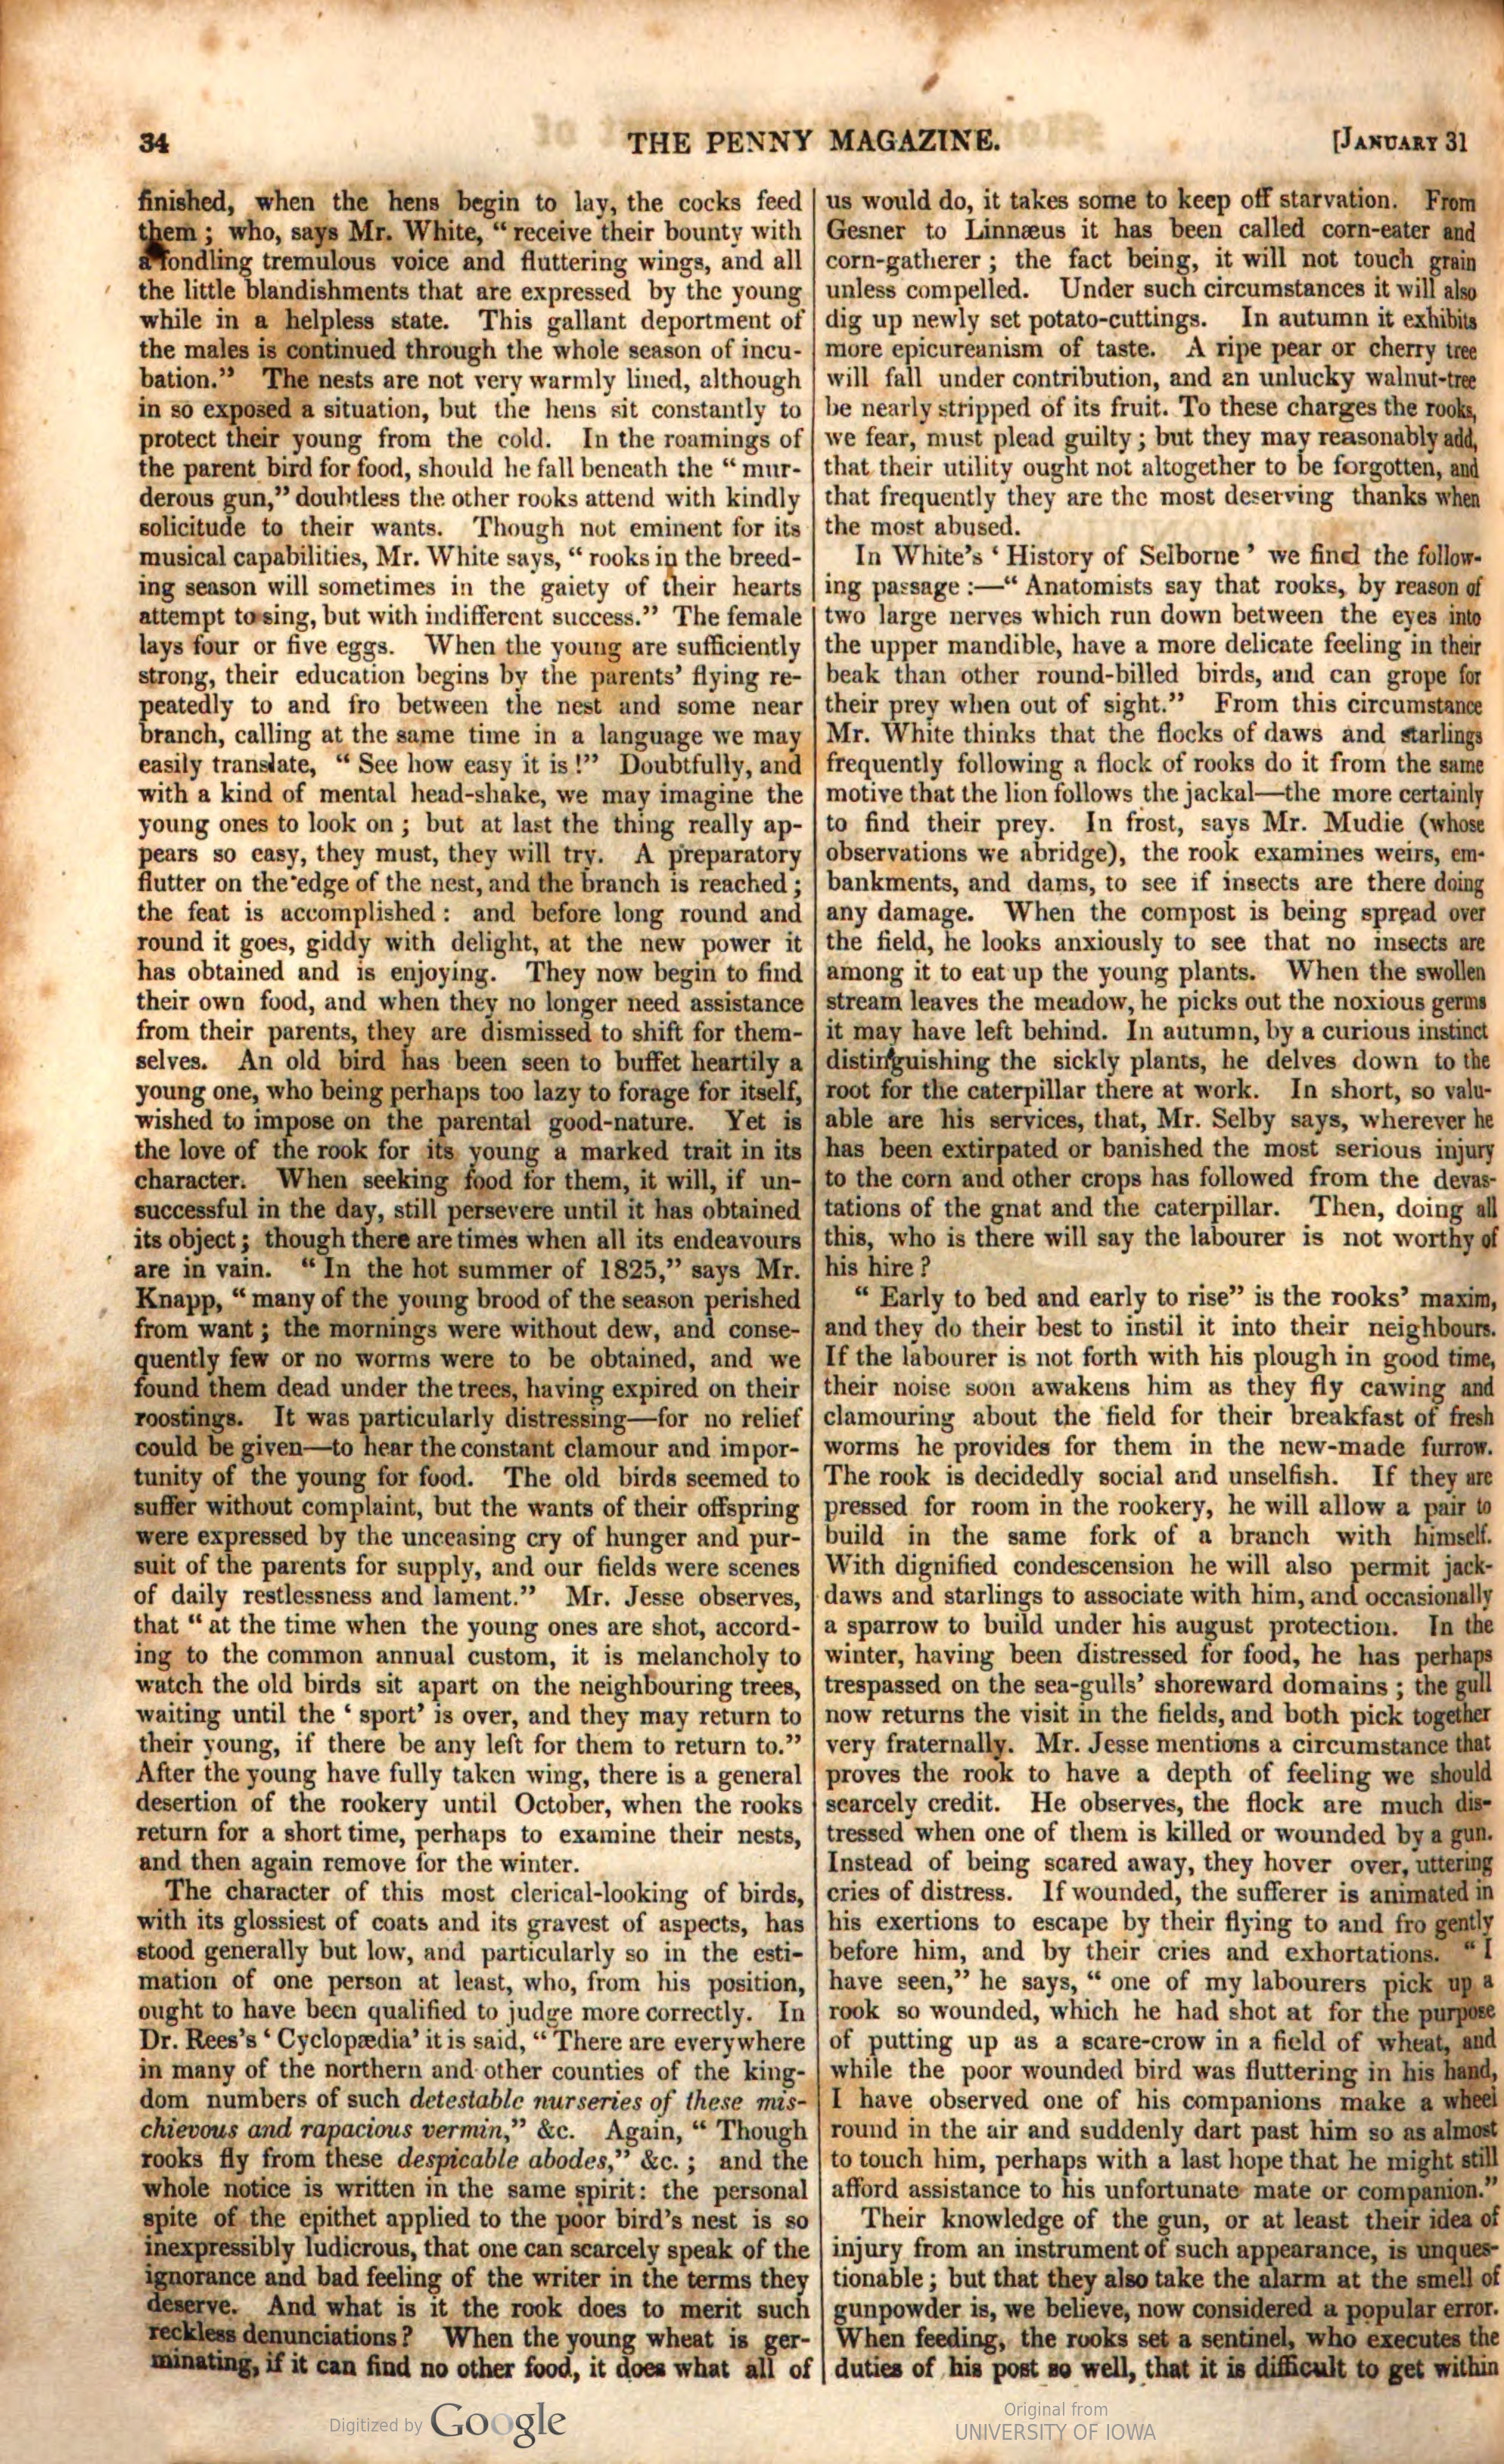 34
THE PENNY MAGAZINE.
[JANUARY 31
finished, when the hens begin to lay, the cocks feed
them; who, says Mr. White, "receive their bounty with
a fondling tremulous voice and fluttering wings, and all
the little blandishments that are expressed by the young
while in a helpless state. This gallant deportment of
the males is continued through the whole season of incu-
bation." The nests are not very warmly lined, although
in so exposed a situation, but the hens sit constantly to
protect their young from the cold. In the roamings of
the parent bird for food, should he fall beneath the "mur-
derous gun," doubtless the other rooks attend with kindly
solicitude to their wants. Though not eminent for its
musical capabilities, Mr. White says, "rooks in the breed-
ing season will sometimes in the gaiety of their hearts
attempt to sing, but with indifferent success." The female
lays four or five eggs. When the young are sufficiently
strong, their education begins by the parents' flying re-
peatedly to and fro between the nest and some near
branch, calling at the same time in a language we may
easily translate, "See how easy it is!" Doubtfully, and
with a kind of mental head-shake, we may imagine the
young ones to look on; but at last the thing really ap-
pears so easy, they must, they will try. A preparatory
flutter on the edge of the nest, and the branch is reached;
the feat is accomplished: and before long round and
round it goes, giddy with delight, at the new power it
has obtained and is enjoying. They now begin to find
their own food, and when they no longer need assistance
from their parents, they are dismissed to shift for them-
selves. An old bird has been seen to buffet heartily a
young one, who being perhaps too lazy to forage for itself,
wished to impose on the parental good-nature. Yet is
the love of the rook for its young a marked trait in its
character. When seeking food for them, it will, if un-
successful in the day, still persevere until it has obtained
its object; though there are times when all its endeavours
are in vain. "In the hot summer of 1825," says Mr.
Knapp, "many of the young brood of the season perished
from want; the mornings were without dew, and conse-
quently few or no worms were to be obtained, and we
found them dead under the trees, having expired on their
roostings. It was particularly distressing—for no relief
could be given—to hear the constant clamour and impor-
tunity of the young for food. The old birds seemed to
suffer without complaint, but the wants of their offspring
were expressed by the unceasing cry of hunger and pur-
suit of the parents for supply, and our fields were scenes
of daily restlessness and lament." Mr. Jesse observes,
that "at the time when the young ones are shot, accord-
ing to the common annual custom, it is melancholy to
watch the old birds sit apart on the neighbouring trees,
waiting until the 'sport' is over, and they may return to
their young, if there be any left for them to return to."
After the young have fully taken wing, there is a general
desertion of the rookery until October, when the rooks
return for a short time, perhaps to examine their nests,
and then again remove for the winter.
The character of this most clerical-looking of birds,
with its glossiest of coats and its gravest of aspects, has
stood generally but low, and particularly so in the esti-
mation of one person at least, who, from his position,
ought to have been qualified to judge more correctly. In
Dr. Rees's 'Cyclopædia' it is said, "There are everywhere
in many of the northern and other counties of the king-
dom numbers of such detestable nurseries of these mis-
chievous and rapacious vermin," &c. Again, "Though
rooks fly from these despicable abodes," &c.; and the
whole notice is written in the same spirit: the personal
spite of the epithet applied to the poor bird's nest is so
inexpressibly ludicrous, that one can scarcely speak of the
ignorance and bad feeling of the writer in the terms they
deserve. And what is it the rook does to merit such
reckless denunciations? When the young wheat is ger-
minating, if it can find no other food, it does what all of
us would do, it takes some to keep off starvation. From
Gesner to Linnæus it has been called corn-eater and
corn-gatherer; the fact being, it will not touch grain
unless compelled. Under such circumstances it will also
dig up newly set potato-cuttings. In autumn it exhibits
more epicureanism of taste. A ripe pear or cherry tree
will fall under contribution, and an unlucky walnut-tree
be nearly stripped of its fruit. To these charges the rooks,
we fear, must plead guilty; but they may reasonably add,
that their utility ought not altogether to be forgotten, and
that frequently they are the most deserving thanks when
the most abused.
In White's 'History of Selborne' we find the follow-
ing passage:—"Anatomists say that rooks, by reason of
two large nerves which run down between the eyes into
the upper mandible, have a more delicate feeling in their
beak than other round-billed birds, and can grope for
their prey when out of sight." From this circumstance
Mr. White thinks that the flocks of daws and starlings
frequently following a flock of rooks do it from the same
motive that the lion follows the jackal—the more certainly
to find their prey. In frost, says Mr. Mudie (whose
observations we abridge), the rook examines weirs, em-
bankments, and dams, to see if insects are there doing
any damage. When the compost is being spread over
the field, he looks anxiously to see that no insects are
among it to eat up the young plants. When the swollen
stream leaves the meadow, he picks out the noxious germs
it may have left behind. In autumn, by a curious instinct
distinguishing the sickly plants, he delves down to the
root for the caterpillar there at work. In short, so valu-
able are his services, that, Mr. Selby says, wherever he
has been extirpated or banished the most serious injury
to the corn and other crops has followed from the devas-
tations of the gnat and the caterpillar. Then, doing all
this, who is there will say the labourer is not worthy of
his hire?
"Early to bed and early to rise" is the rooks' maxim,
and they do their best to instil it into their neighbours.
If the labourer is not forth with his plough in good time,
their noise soon awakens him as they fly cawing and
clamouring about the field for their breakfast of fresh
worms he provides for them in the new-made furrow.
The rook is decidedly social and unselfish. If they are
pressed for room in the rookery, he will allow a pair to
build in the same fork of a branch with himself.
With dignified condescension he will also permit jack-
daws and starlings to associate with him, and occasionally
a sparrow to build under his august protection. In the
winter, having been distressed for food, he has perhaps
trespassed on the sea-gulls' shoreward domains; the gull
now returns the visit in the fields, and both pick together
very fraternally. Mr. Jesse mentions a circumstance that
proves the rook to have a depth of feeling we should
scarcely credit. He observes, the flock are much dis-
tressed when one of them is killed or wounded by a gun.
Instead of being scared away, they hover over, uttering
cries of distress. If wounded, the sufferer is animated in
his exertions to escape by their flying to and fro gently
before him, and by their cries and exhortations. "I
have seen," he says, "one of my labourers pick up a
rook so wounded, which he had shot at for the purpose
of putting up as a scare-crow in a field of wheat, and
while the poor wounded bird was fluttering in his hand,
I have observed one of his companions make a wheel
round in the air and suddenly dart past him so as almost
to touch him, perhaps with a last hope that he might still
afford assistance to his unfortunate mate or companion."
Their knowledge of the gun, or at least their idea of
injury from an instrument of such appearance, is unques-
tionable; but that they also take the alarm at the smell of
gunpowder is, we believe, now considered a popular error.
When feeding, the rooks set a sentinel, who executes the
duties of his post so well, that it is difficult to get within
Digitized by Google
Original from
UNIVERSITY OF IOWA